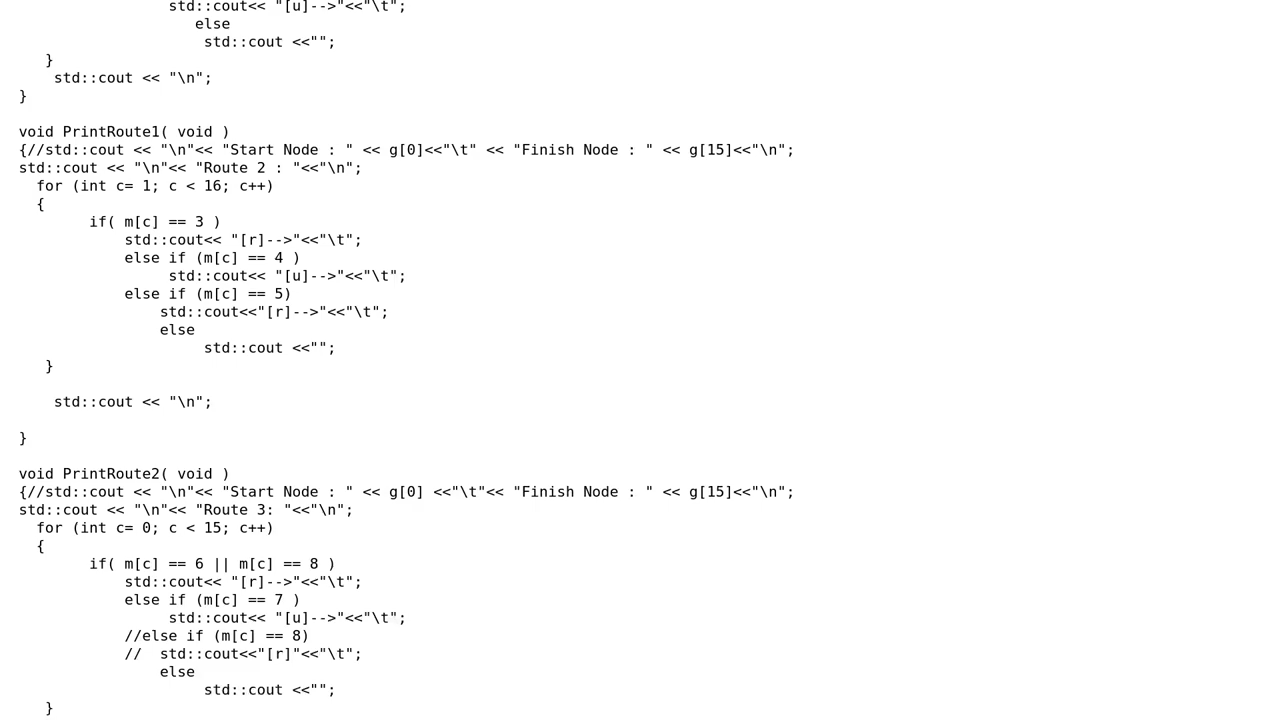 std::cout<< "[u]-->"<<"\t";
                    else
                     std::cout <<"";
   }
    std::cout << "\n";
}

void PrintRoute1( void )
{//std::cout << "\n"<< "Start Node : " << g[0]<<"\t" << "Finish Node : " << g[15]<<"\n";
std::cout << "\n"<< "Route 2 : "<<"\n";
  for (int c= 1; c < 16; c++)
  {
        if( m[c] == 3 )
            std::cout<< "[r]-->"<<"\t";
            else if (m[c] == 4 )
                 std::cout<< "[u]-->"<<"\t";
            else if (m[c] == 5)
                std::cout<<"[r]-->"<<"\t";
                else
                     std::cout <<"";
   }

    std::cout << "\n";

}

void PrintRoute2( void )
{//std::cout << "\n"<< "Start Node : " << g[0] <<"\t"<< "Finish Node : " << g[15]<<"\n";
std::cout << "\n"<< "Route 3: "<<"\n";
  for (int c= 0; c < 15; c++)
  {
        if( m[c] == 6 || m[c] == 8 )
            std::cout<< "[r]-->"<<"\t";
            else if (m[c] == 7 )
                 std::cout<< "[u]-->"<<"\t";
            //else if (m[c] == 8)
            //  std::cout<<"[r]"<<"\t";
                else
                     std::cout <<"";
   }